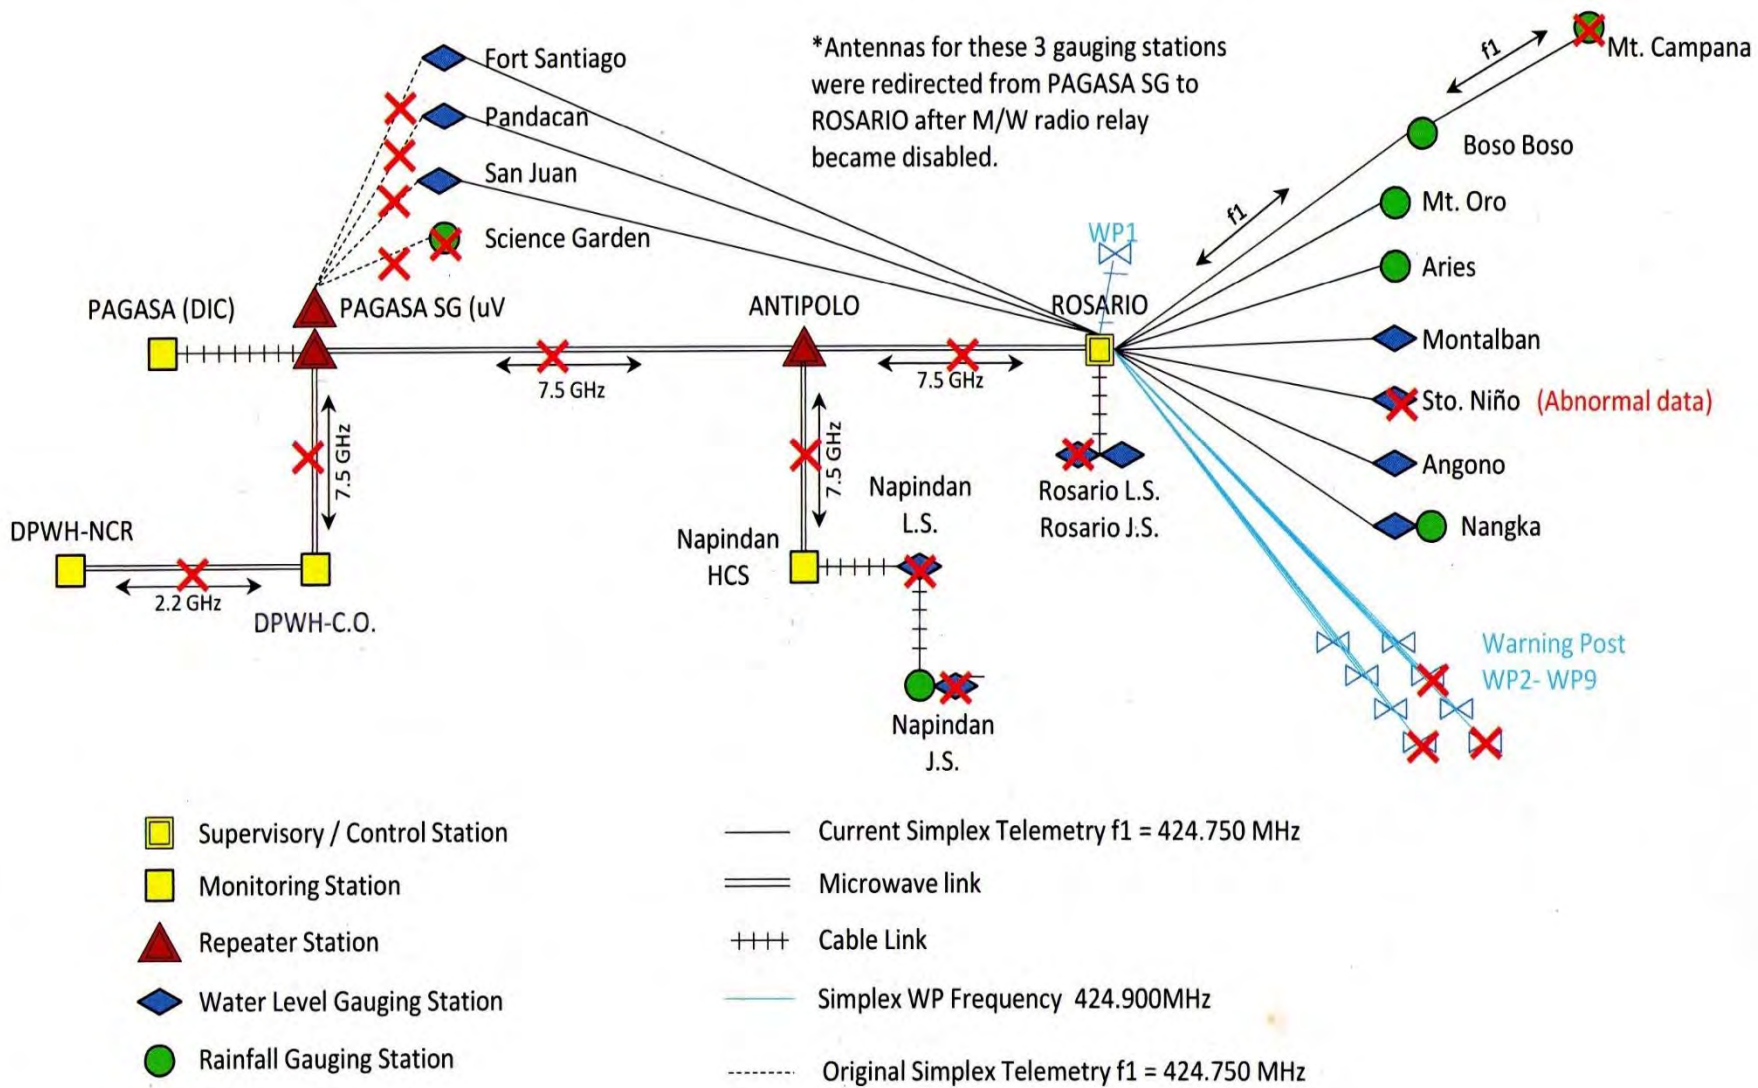 Fort Santiago
Pandacan
San Juan
Science Garden
*Antennas for these 3 gauging stations
were redirected from PAGASA SG to
ROSARIO after M/W radio relay
became disabled.
f1
Mt. Campana
Boso Boso
f1
Mt. Oro
WP1
Aries
PAGASA (DIC)
PAGASA SG (uV
ANTIPOLO
ROSARIO
Montalban
7.5 GHz
7.5 GHz
Sto. Niño (Abnormal data)
7.5 GHz
7.5 GHz
Angono
Napindan
L.S.
Rosario L.S.
Rosario J.S.
Nangka
DPWH-NCR
Napindan
HCS
2.2 GHz
DPWH-C.O.
Warning Post
WP2- WP9
Napindan
J.S.
Supervisory / Control Station
Monitoring Station
Repeater Station
Water Level Gauging Station
Rainfall Gauging Station
Current Simplex Telemetry f1 = 424.750 MHz
Microwave link
Cable Link
Simplex WP Frequency 424.900MHz
Original Simplex Telemetry f1 = 424.750 MHz